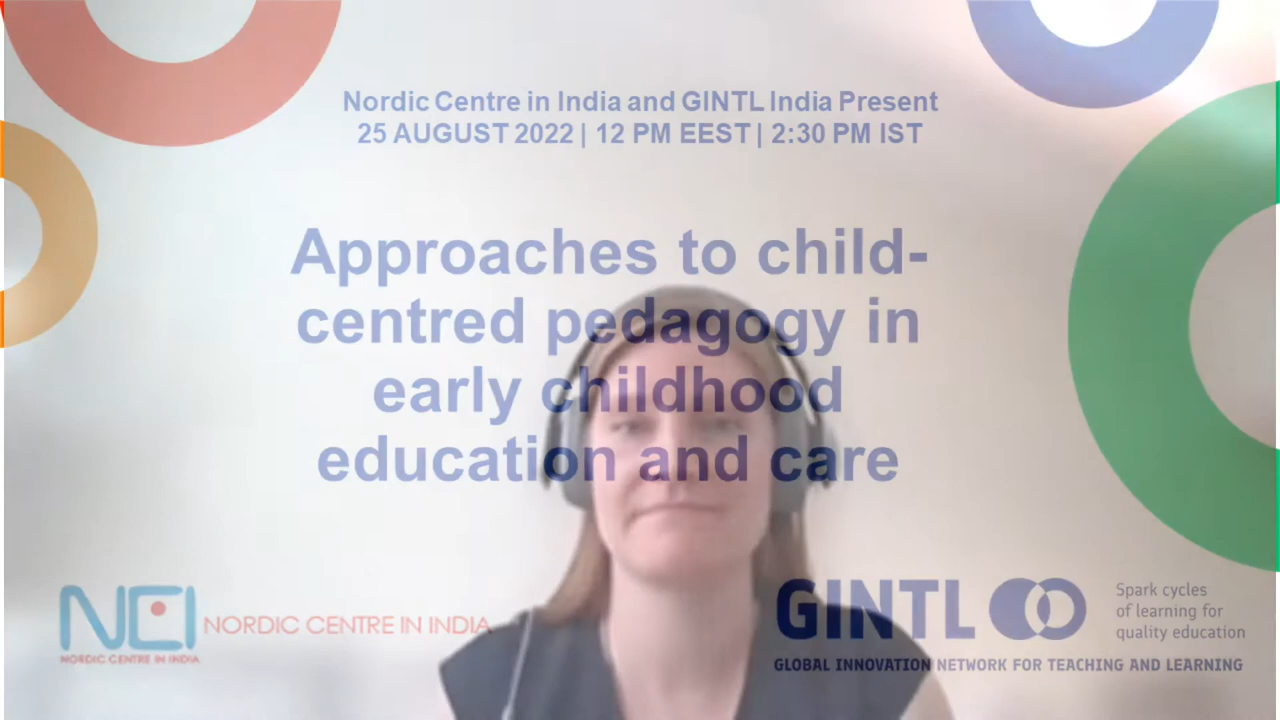 Nordic Centre in India and GINTL India Present
25 AUGUST 2022 | 12 PM EEST | 2:30 PM IST
Approaches to child-
centred pedagogy in
early childhood
education and care
NCI NORDIC CENTRE IN INDIA
NORDIC CENTRE IN INDIA
GINTL
Spark cycles
of learning for
quality education
GLOBAL INNOVATION NETWORK FOR TEACHING AND LEARNING